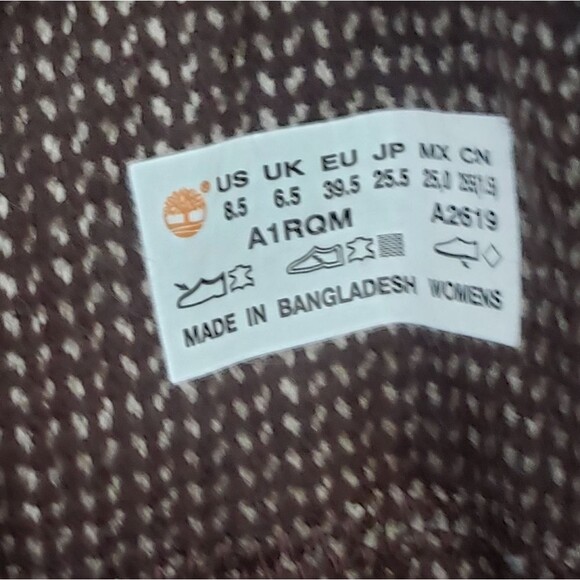 ® US UK EU JP MX CN
8.5 6.5 39.5 25.5 25,0
A1RQM A2619
MADE IN BANGLADESH WOMENS